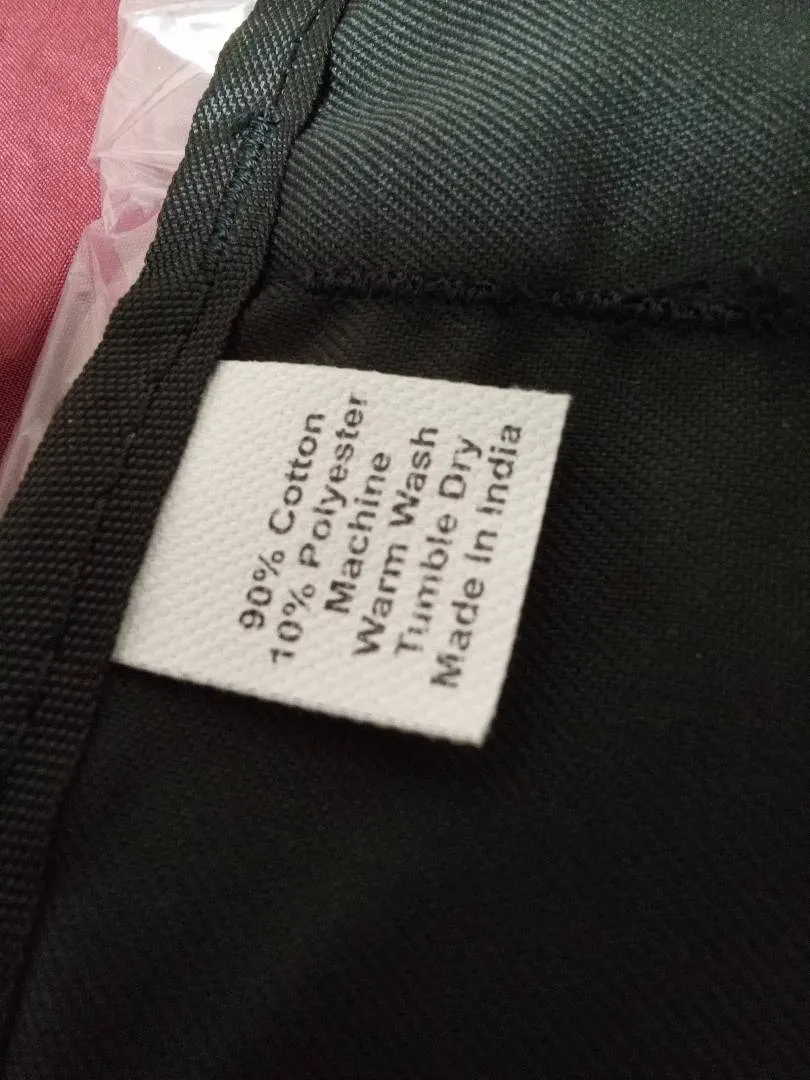 90% Cotton
10% Polyester
Machine
Warm Wash
Tumble Dry
Made In India